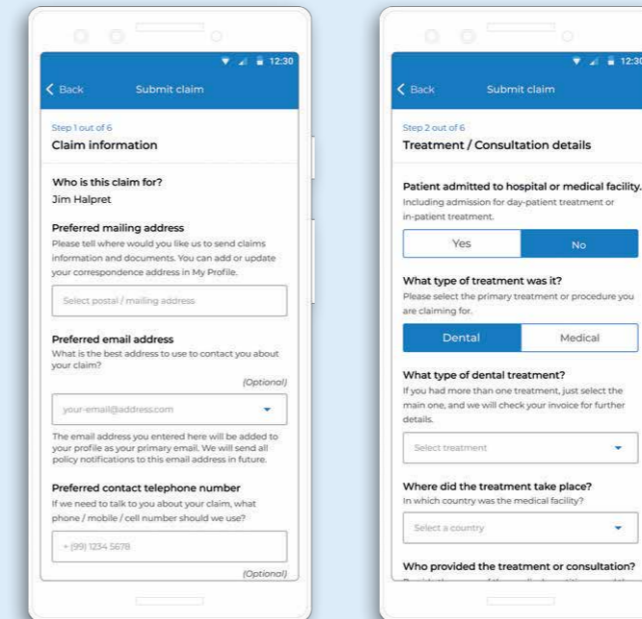 12:30
Back Submit claim
Step 1 out of 6
Claim information
Who is this claim for?
Jim Halpret
Preferred mailing address
Please tell where would you like us to send claims
information and documents. You can add or update
your correspondence address in My Profile.
Select postal / mailing address
Preferred email address
What is the best address to use to contact you about
your claim?
(Optional)
your-email@address.com
The email address you entered here will be added to
your profile as your primary email. We will send all
policy notifications to this email address in future.
Preferred contact telephone number
If we need to talk to you about your claim, what
phone / mobile / cell number should we use?
+ (99) 1234 5678
(Optional)
12:30
Back Submit claim
Step 2 out of 6
Treatment / Consultation details
Patient admitted to hospital or medical facility.
Including admission for day-patient treatment or
in-patient treatment.
Yes No
What type of treatment was it?
Please select the primary treatment or procedure you
are claiming for.
Dental Medical
What type of dental treatment?
If you had more than one treatment, just select the
main one, and we will check your invoice for further
details.
Select treatment
Where did the treatment take place?
In which country was the medical facility?
Select a country
Who provided the treatment or consultation?